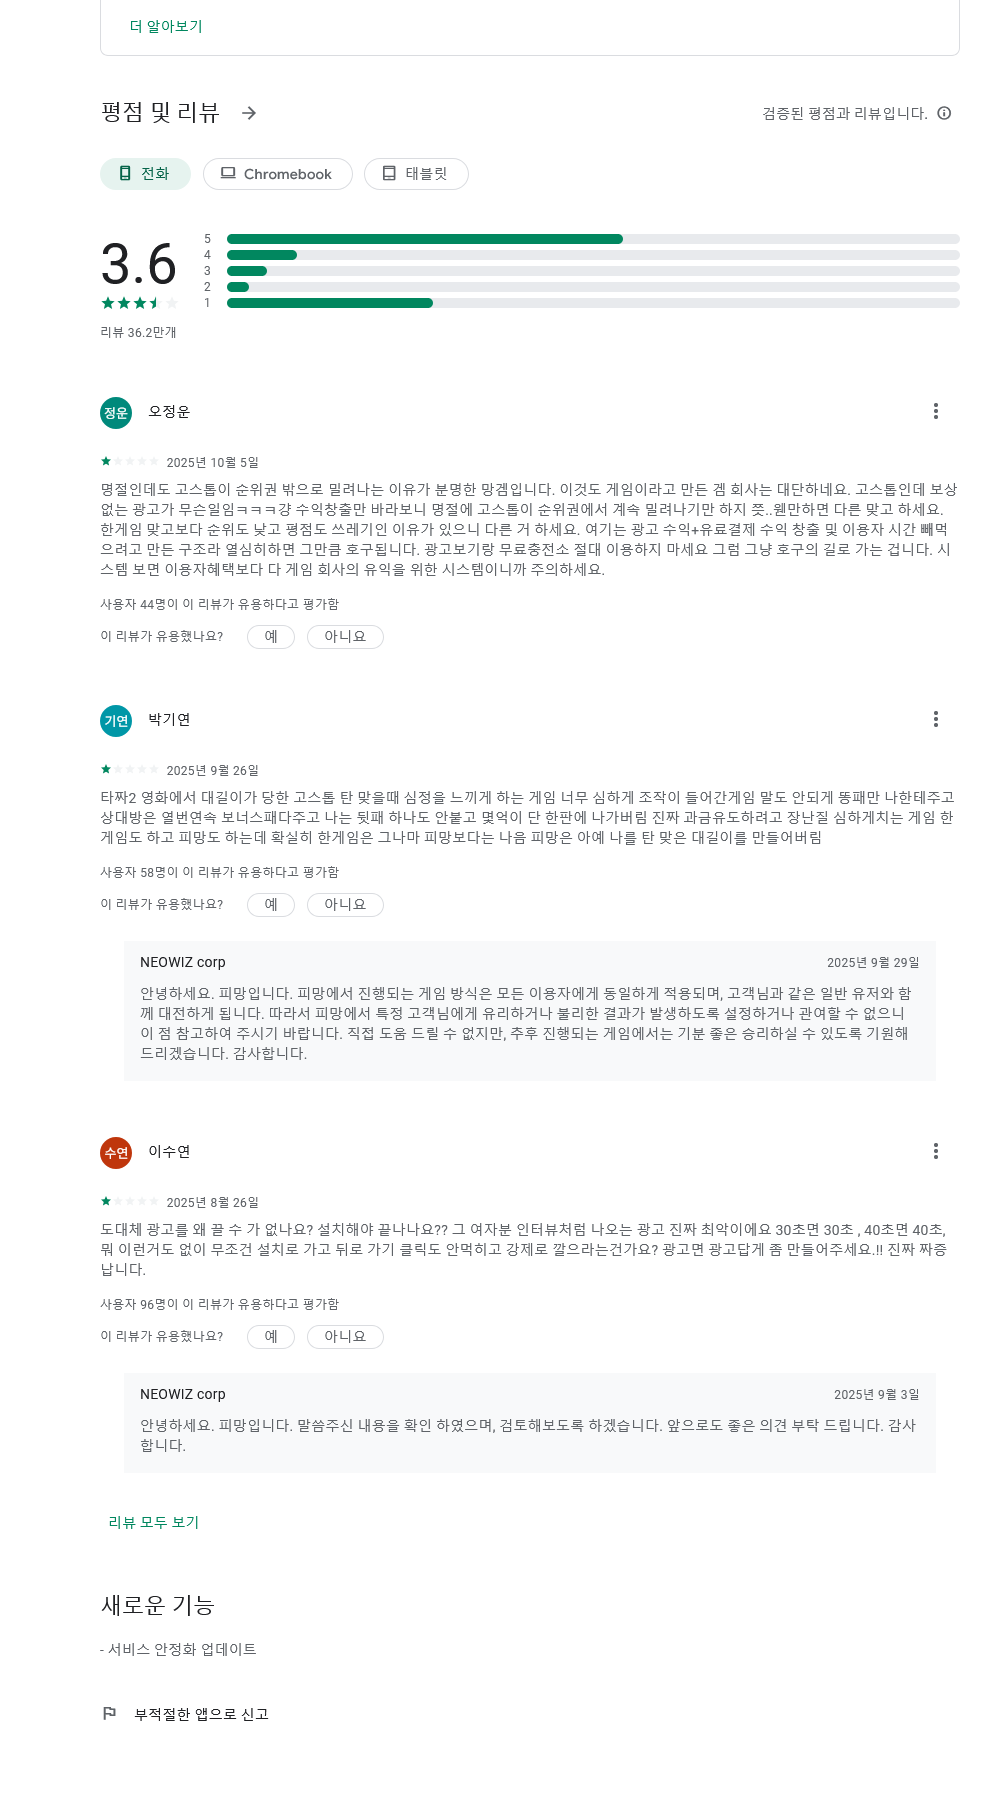 더 알아보기
평점 및 리뷰
검증된 평점과 리뷰입니다.
전화
Chromebook
태블릿
3.6
5
4
3
2
1
리뷰 36.2만개
정운
오정운
2025년 10월 5일
명절인데도 고스톱이 순위권 밖으로 밀려나는 이유가 분명한 망겜입니다. 이것도 게임이라고 만든 겜 회사는 대단하네요. 고스톱인데 보상
없는 광고가 무슨일임ㅋㅋㅋ걍 수익창출만 바라보니 명절에 고스톱이 순위권에서 계속 밀려나기만 하지 쯪..웬만하면 다른 맞고 하세요.
한게임 맞고보다 순위도 낮고 평점도 쓰레기인 이유가 있으니 다른 거 하세요. 여기는 광고 수익+유료결제 수익 창출 및 이용자 시간 빼먹
으려고 만든 구조라 열심히하면 그만큼 호구됩니다. 광고보기랑 무료충전소 절대 이용하지 마세요 그럼 그냥 호구의 길로 가는 겁니다. 시
스템 보면 이용자혜택보다 다 게임 회사의 유익을 위한 시스템이니까 주의하세요.
사용자 44명이 이 리뷰가 유용하다고 평가함
이 리뷰가 유용했나요?
예
아니요
기연
박기연
2025년 9월 26일
타짜2 영화에서 대길이가 당한 고스톱 탄 맞을때 심정을 느끼게 하는 게임 너무 심하게 조작이 들어간게임 말도 안되게 똥패만 나한테주고
상대방은 열번연속 보너스패다주고 나는 뒷패 하나도 안붙고 몇억이 단 한판에 나가버림 진짜 과금유도하려고 장난질 심하게치는 게임 한
게임도 하고 피망도 하는데 확실히 한게임은 그나마 피망보다는 나음 피망은 아예 나를 탄 맞은 대길이를 만들어버림
사용자 58명이 이 리뷰가 유용하다고 평가함
이 리뷰가 유용했나요?
예
아니요
NEOWIZ corp
2025년 9월 29일
안녕하세요. 피망입니다. 피망에서 진행되는 게임 방식은 모든 이용자에게 동일하게 적용되며, 고객님과 같은 일반 유저와 함
께 대전하게 됩니다. 따라서 피망에서 특정 고객님에게 유리하거나 불리한 결과가 발생하도록 설정하거나 관여할 수 없으니
이 점 참고하여 주시기 바랍니다. 직접 도움 드릴 수 없지만, 추후 진행되는 게임에서는 기분 좋은 승리하실 수 있도록 기원해
드리겠습니다. 감사합니다.
수연
이수연
2025년 8월 26일
도대체 광고를 왜 끌 수 가 없나요? 설치해야 끝나나요?? 그 여자분 인터뷰처럼 나오는 광고 진짜 최악이에요 30초면 30초 , 40초면 40초,
뭐 이런거도 없이 무조건 설치로 가고 뒤로 가기 클릭도 안먹히고 강제로 깔으라는건가요? 광고면 광고답게 좀 만들어주세요.!! 진짜 짜증
납니다.
사용자 96명이 이 리뷰가 유용하다고 평가함
이 리뷰가 유용했나요?
예
아니요
NEOWIZ corp
2025년 9월 3일
안녕하세요. 피망입니다. 말씀주신 내용을 확인 하였으며, 검토해보도록 하겠습니다. 앞으로도 좋은 의견 부탁 드립니다. 감사
합니다.
리뷰 모두 보기
새로운 기능
- 서비스 안정화 업데이트
부적절한 앱으로 신고